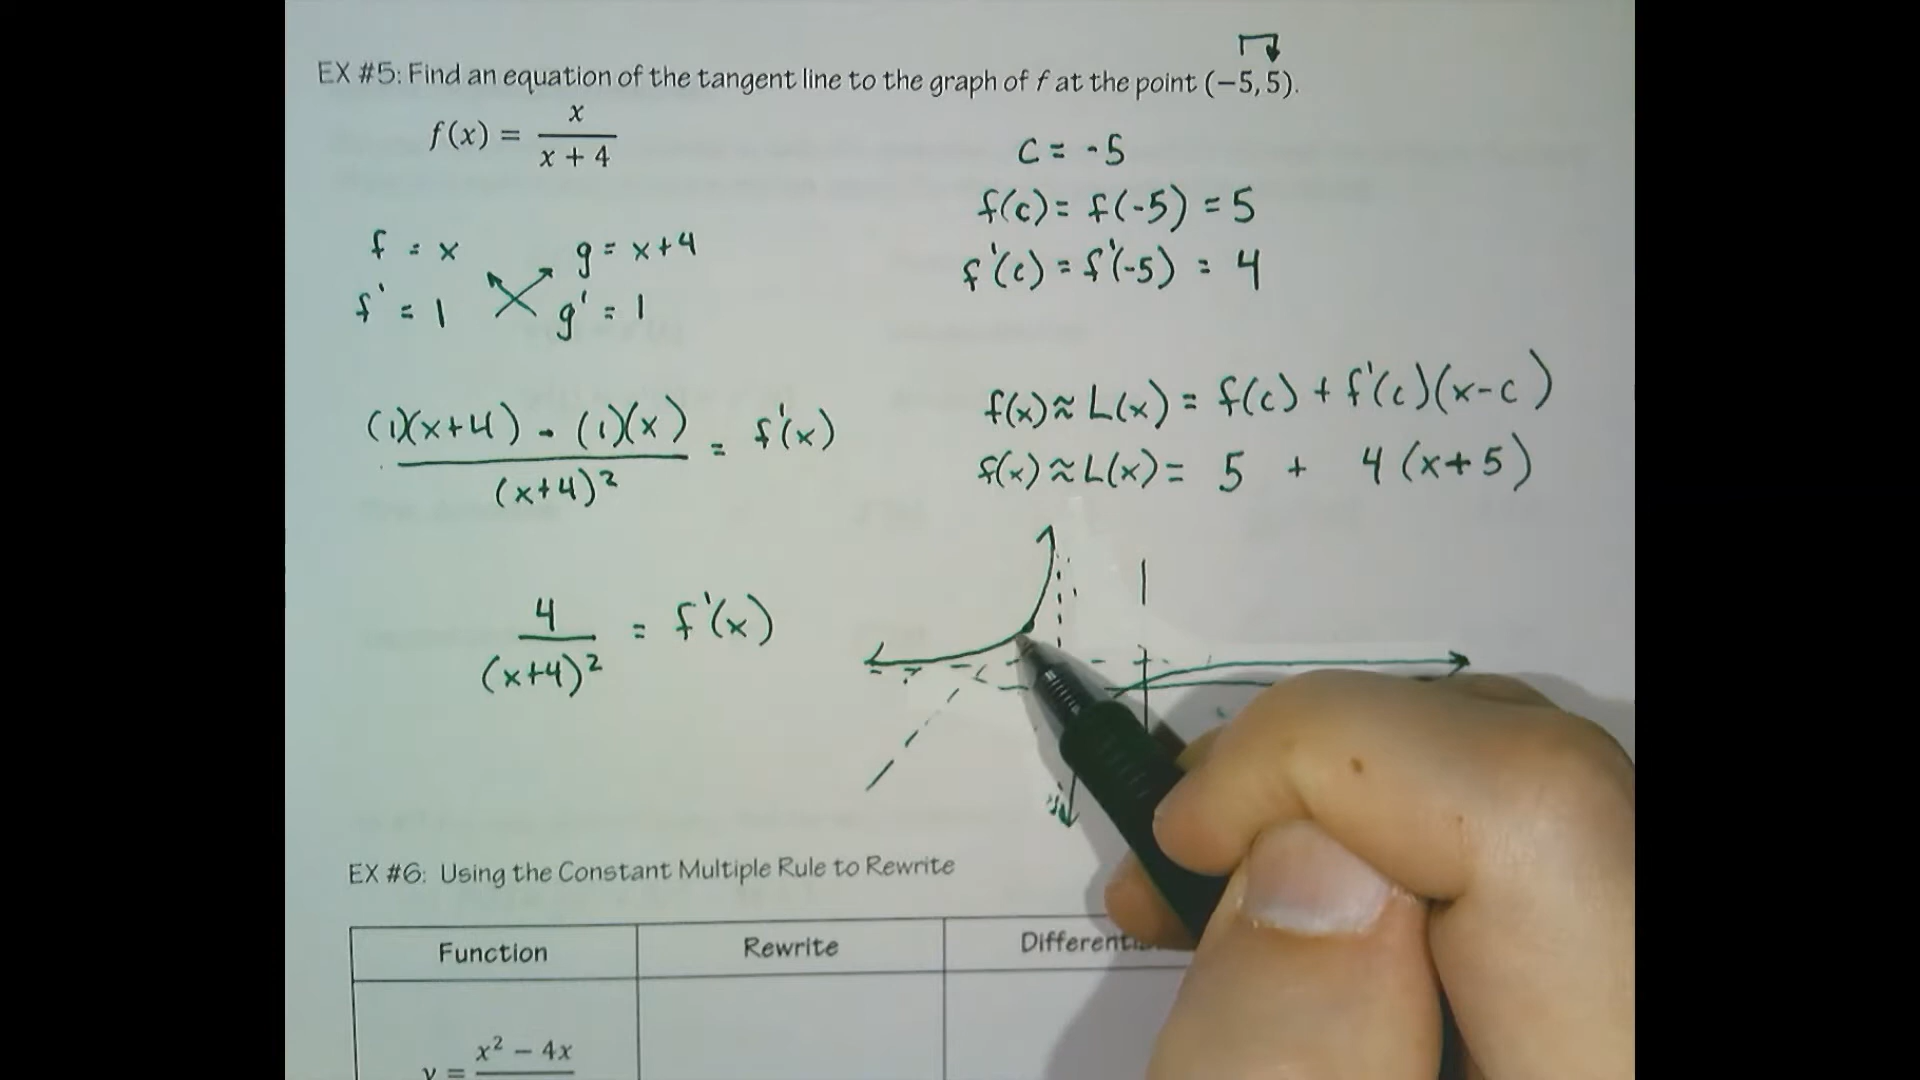 EX #5: Find an equation of the tangent line to the graph of f at the point (−5, 5).
f(x) = x / (x + 4)
c = -5
f(c) = f(-5) = 5
f'(c) = f'(-5) = 4
f = x g = x+4
f' = 1 g' = 1
f(x) ≈ L(x) = f(c) + f'(c)(x-c)
f(x) ≈ L(x) = 5 + 4(x+5)
((1)(x+4) - (1)(x)) / (x+4)² = f'(x)
4 / (x+4)² = f'(x)
EX #6: Using the Constant Multiple Rule to Rewrite
Function Rewrite
y = x² − 4x